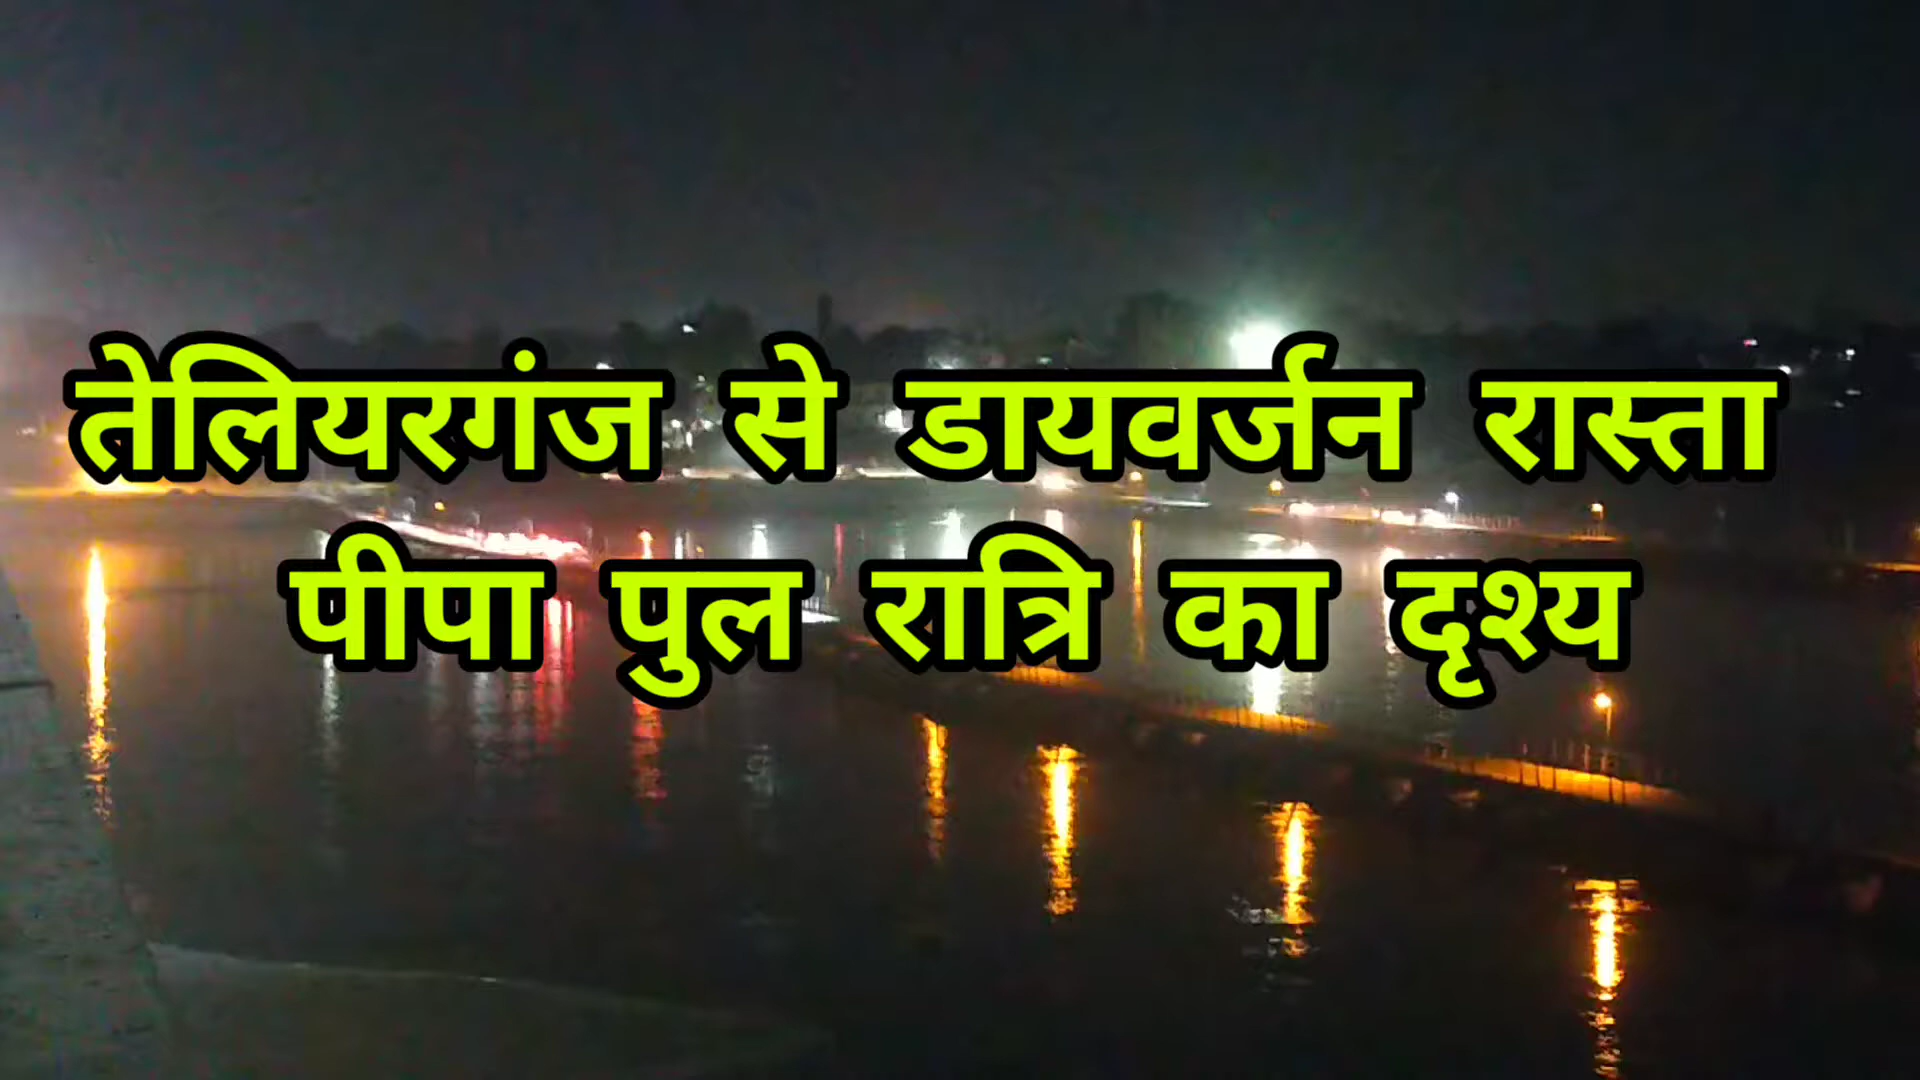 तेलियरगंज से डायवर्जन रास्ता
पीपा पुल रात्रि का दृश्य